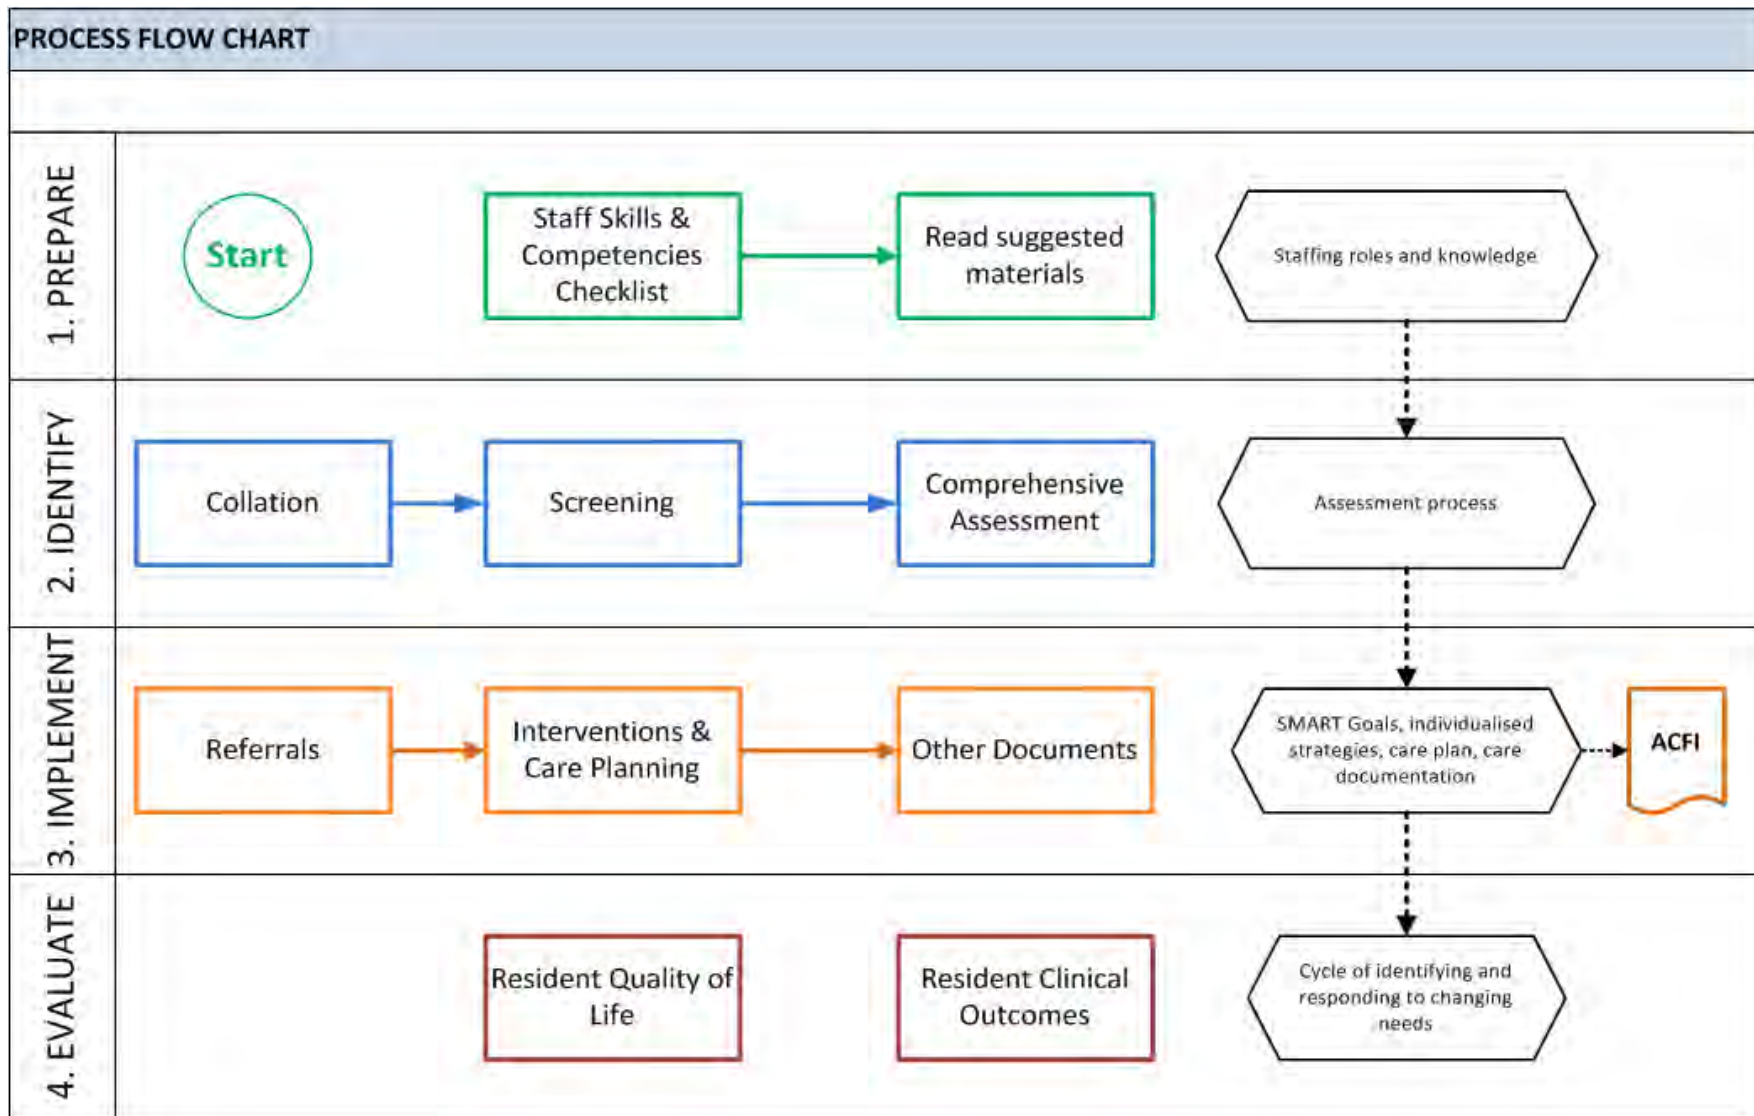 PROCESS FLOW CHART
1. PREPARE
Start
Staff Skills &
Competencies
Checklist
Read suggested
materials
Staffing roles and knowledge
2. IDENTIFY
Collation
Screening
Comprehensive
Assessment
Assessment process
3. IMPLEMENT
Referrals
Interventions &
Care Planning
Other Documents
SMART Goals, individualised
strategies, care plan, care
documentation
ACFI
4. EVALUATE
Resident Quality of
Life
Resident Clinical
Outcomes
Cycle of identifying and
responding to changing
needs